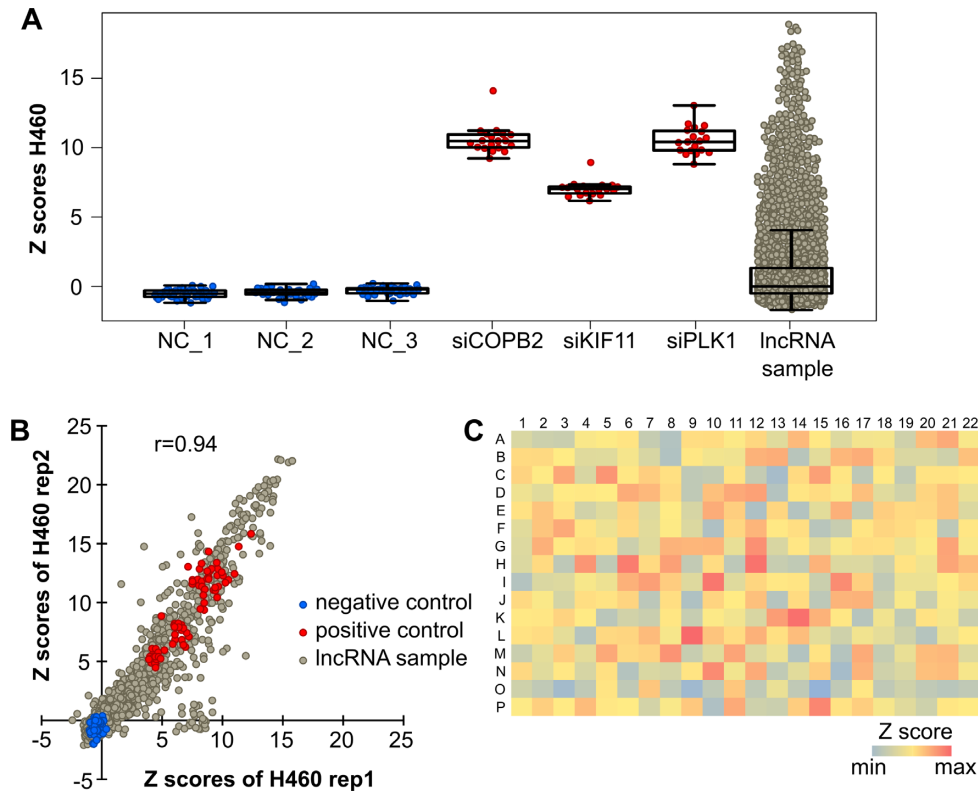 A
Z scores H460
15
10
5
0
NC_1 NC_2 NC_3 siCOPB2 siKIF11 siPLK1 lncRNA sample
B
r=0.94
Z scores of H460 rep2
25
20
15
10
5
-5
-5 5 10 15 20 25
Z scores of H460 rep1
negative control
positive control
lncRNA sample
C
1 2 3 4 5 6 7 8 9 10 11 12 13 14 15 16 17 18 19 20 21 22
A
B
C
D
E
F
G
H
I
J
K
L
M
N
O
P
Z score
min max